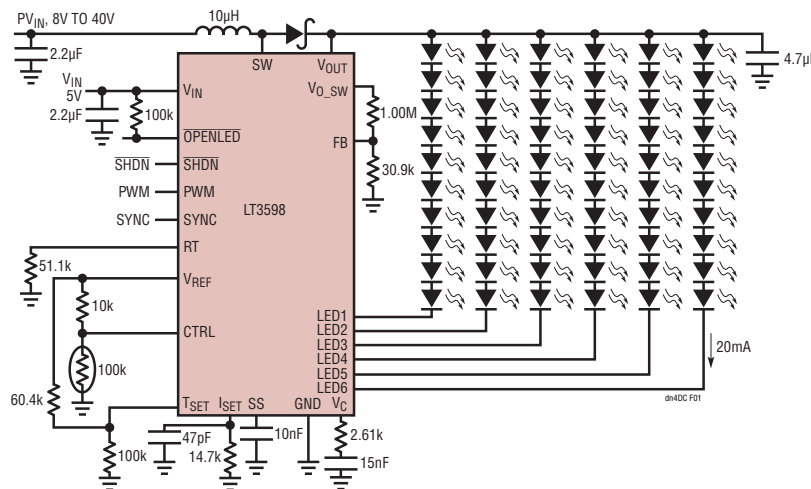 PVIN, 8V TO 40V
10µH
2.2µF
SW
VOUT
4.7µ
VIN
5V
VIN
VO_SW
2.2µF
100k
1.00M
OPENLED
FB
SHDN
SHDN
30.9k
PWM
PWM
LT3598
SYNC
SYNC
RT
51.1k
VREF
10k
LED1
CTRL
LED2
LED3
20mA
100k
LED4
LED5
60.4k
LED6
dn4DC F01
TSET
ISET
SS
GND
VC
47pF
10nF
2.61k
100k
14.7k
15nF